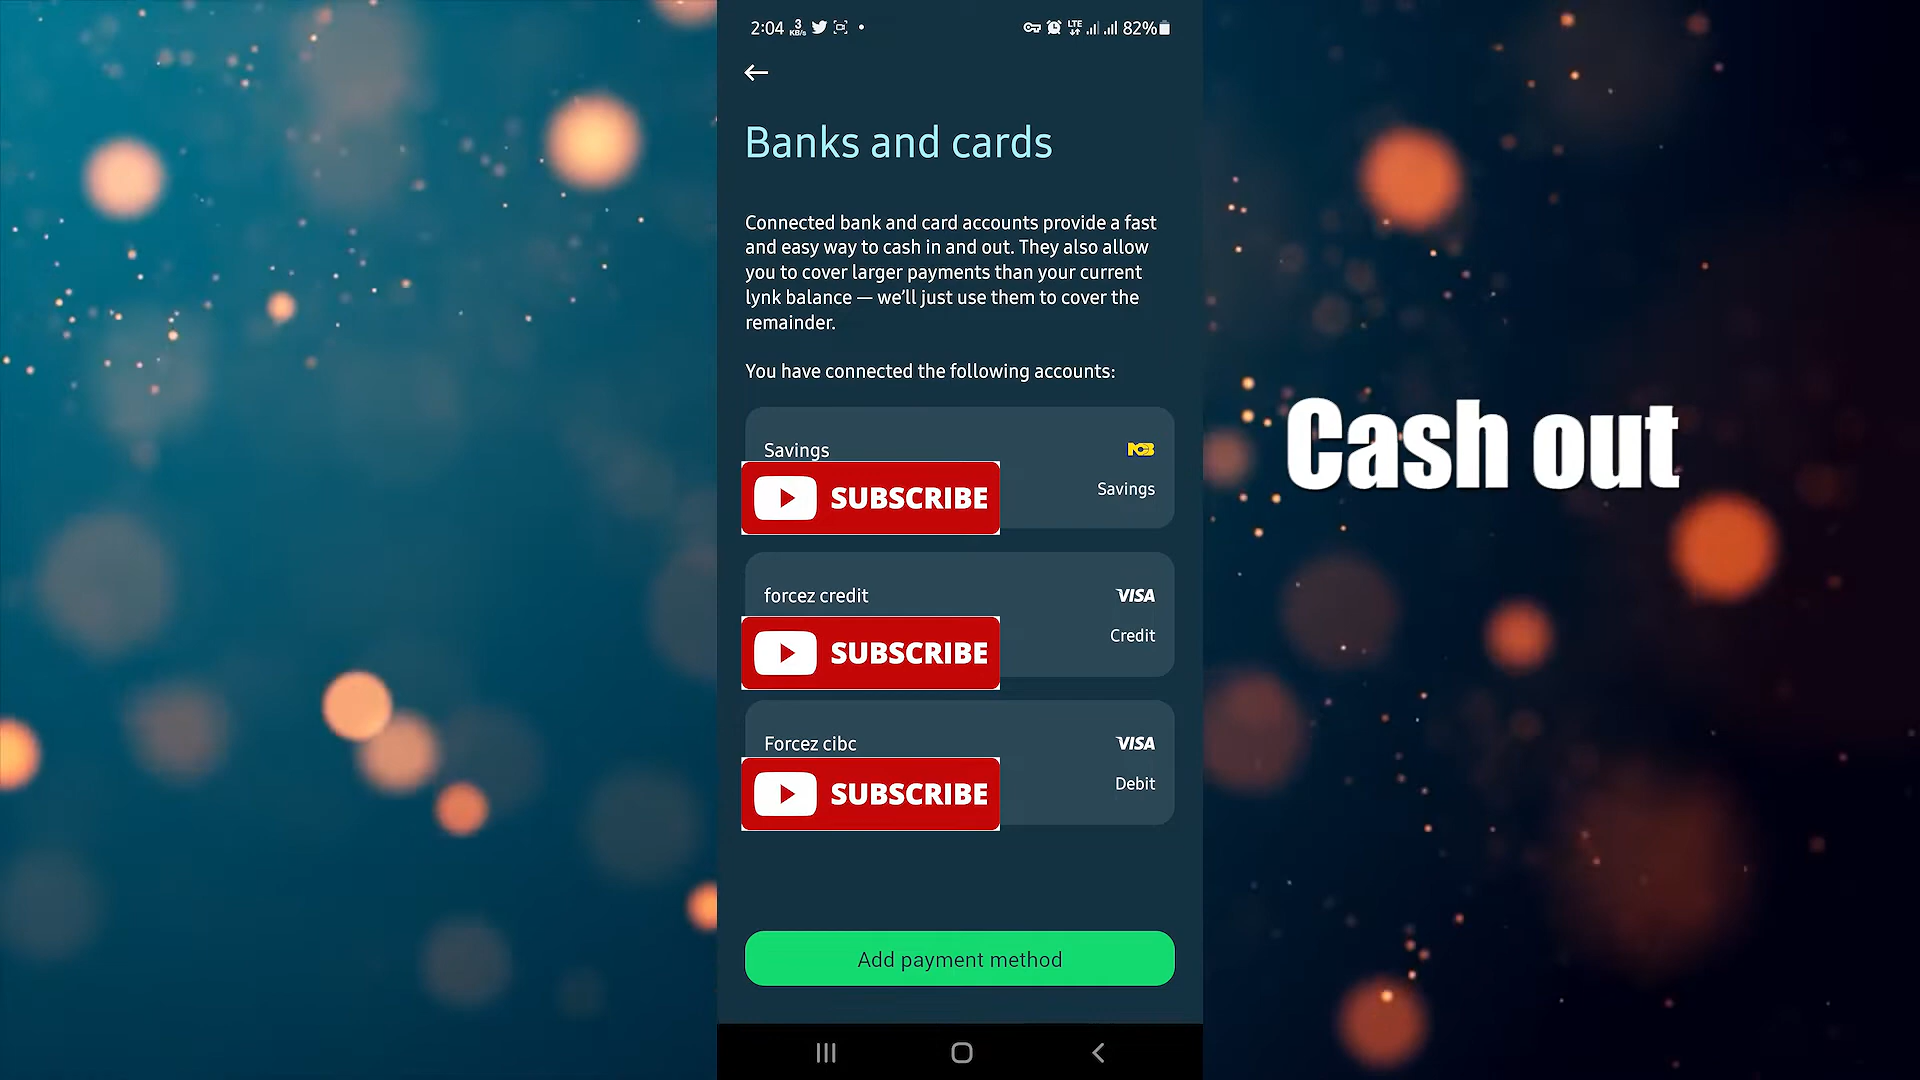 2:04 3 KB/s LTE 82%
Banks and cards
Connected bank and card accounts provide a fast
and easy way to cash in and out. They also allow
you to cover larger payments than your current
lynk balance — we'll just use them to cover the
remainder.
You have connected the following accounts:
Savings NCB
SUBSCRIBE Savings
forcez credit VISA
SUBSCRIBE Credit
Forcez cibc VISA
SUBSCRIBE Debit
Add payment method
Cash out